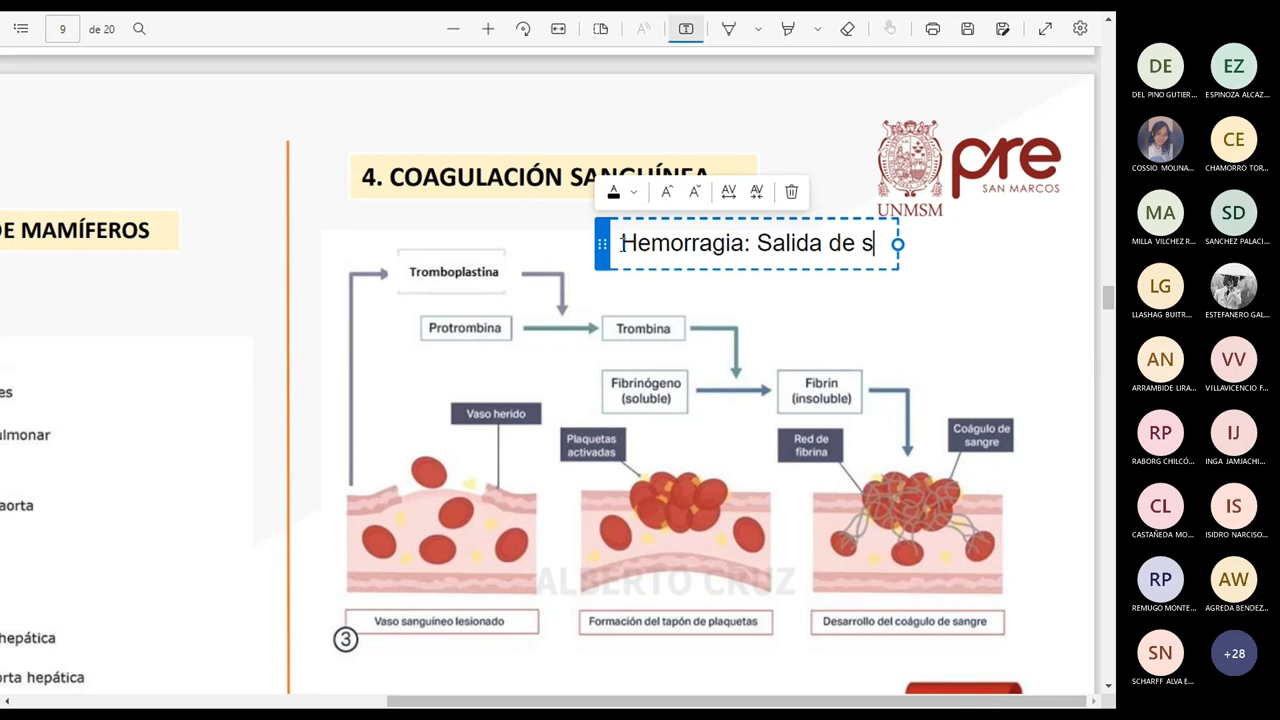 9
de 20
DE MAMÍFEROS
es
ulmonar
aorta
hepática
orta hepática
4. COAGULACIÓN SANGUÍNEA
UNMSM
pre
SAN MARCOS
Hemorragia: Salida de s
Tromboplastina
Protrombina
Trombina
Fibrinógeno
(soluble)
Fibrin
(insoluble)
Vaso herido
Plaquetas
activadas
Red de
fibrina
Coágulo de
sangre
ALBERTO CRUZ
Vaso sanguíneo lesionado
Formación del tapón de plaquetas
Desarrollo del coágulo de sangre
3
DE
DEL PINO GUTIER...
EZ
ESPINOZA ALCAZ...
COSSIO MOLINA...
CE
CHAMORRO TOR...
MA
MILLA VILCHEZ R...
SD
SANCHEZ PALACI...
LG
LLASHAG BUITR...
ESTEFANERO GAL...
AN
ARRAMBIDE LIRA...
VV
VILLAVICENCIO F...
RP
RABORG CHILCÓ...
IJ
INGA JAMJACHI...
CL
CASTAÑEDA MO...
IS
ISIDRO NARCISO...
RP
REMUGO MONTE...
AW
AGREDA BENDEZ...
SN
SCHARFF ALVA E...
+28